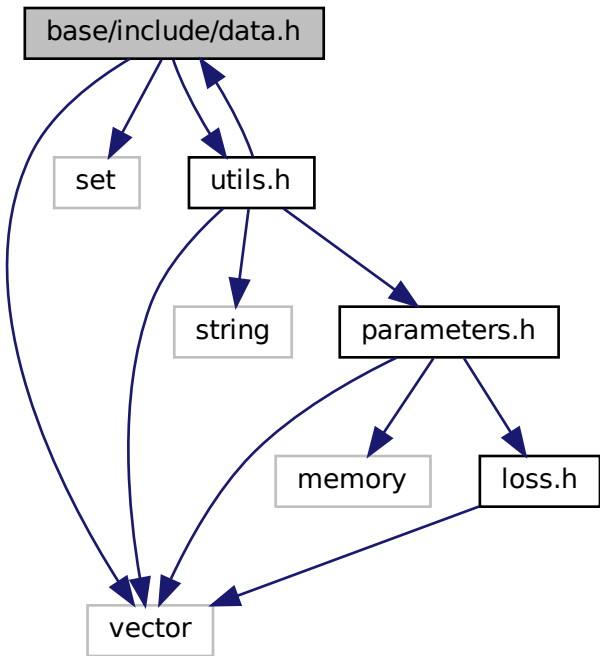 base/include/data.h
set
utils.h
string
parameters.h
memory
loss.h
vector